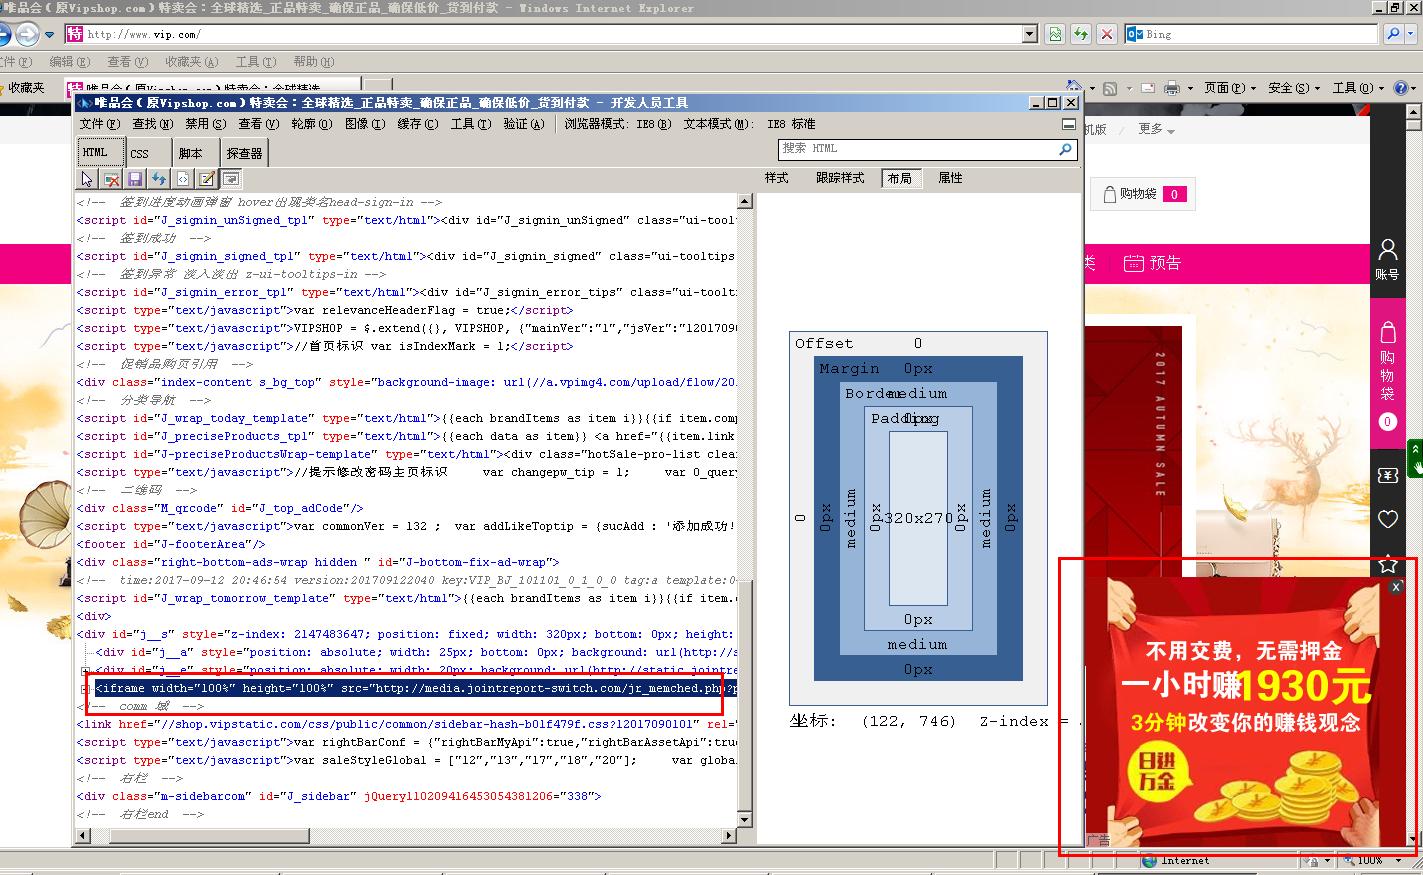 唯品会（原Vipshop.com）特卖会：全球精选_正品特卖_确保正品_确保低价_货到付款 - Windows Internet Explorer
http://www.vip.com/
Bing
件(F) 编辑(E) 查看(V) 收藏夹(A) 工具(T) 帮助(H)
收藏夹
唯品会（原Vipshop.com）特卖会：全球精选
页面(P) 安全(S) 工具(O)
唯品会（原Vipshop.com）特卖会：全球精选_正品特卖_确保正品_确保低价_货到付款 - 开发人员工具
文件(F) 查找(N) 禁用(S) 查看(V) 轮廓(O) 图像(I) 缓存(C) 工具(T) 验证(A) 浏览器模式: IE8(B) 文本模式(M): IE8 标准
机版 / 更多
HTML CSS 脚本 探查器
搜索 HTML
样式 跟踪样式 布局 属性
购物袋 0
类 预告
账号
购物袋
0
<!-- 签到进度动画弹窗 hover出现类名head-sign-in -->
<script id="J_signin_unSigned_tpl" type="text/html"><div id="J_signin_unSigned" class="ui-toolt
<!-- 签到成功 -->
<script id="J_signin_signed_tpl" type="text/html"><div id="J_signin_signed" class="ui-tooltips
<!-- 签到异常 淡入淡出 z-ui-tooltips-in -->
<script id="J_signin_error_tpl" type="text/html"><div id="J_signin_error_tips" class="ui-toolti
<script type="text/javascript">var relevanceHeaderFlag = true;</script>
<script type="text/javascript">VIPSHOP = $.extend({}, VIPSHOP, {"mainVer":"1","jsVer":"1201709(
<script type="text/javascript">//首页标识 var isIndexMark = 1;</script>
<!-- 促销品购页引用 -->
<div class="index-content s_bg_top" style="background-image: url(//a.vpimg4.com/upload/flow/20
<!-- 分类导航 -->
<script id="J_wrap_today_template" type="text/html">{{each brandItems as item i}}{{if item.comp
<script id="J_preciseProducts_tpl" type="text/html">{{each data as item}} <a href="{{item.link
<script id="J-preciseProductsWrap-template" type="text/html"><div class="hotSale-pro-list clear
<script type="text/javascript">//提示修改密码主页标识 var changepw_tip = 1; var O_query
<!-- 二维码 -->
<div class="M_qrcode" id="J_top_adCode"/>
<script type="text/javascript">var commonVer = 132 ; var addLikeToptip = {sucAdd : '添加成功!
<footer id="J-footerArea"/>
<div class="right-bottom-ads-wrap hidden " id="J-bottom-fix-ad-wrap">
<!-- time:2017-09-12 20:46:54 version:201709122040 key:VIP_BJ_101101_0_1_0_0 tag:a template:0-
<script id="J_wrap_tomorrow_template" type="text/html">{{each brandItems as item i}}{{if item.c
<div>
<div id="j__s" style="z-index: 2147483647; position: fixed; width: 320px; bottom: 0px; height:
<div id="j__a" style="position: absolute; width: 25px; bottom: 0px; background: url(http://s
<div id="j__e" style="position: absolute; width: 20px; background: url(http://static.jointre
<iframe width="100%" height="100%" src="http://media.jointreport-switch.com/jr_memched.php?p
<!-- comm 域 -->
<link href="//shop.vipstatic.com/css/public/common/sidebar-hash-b01f479f.css?12017090101" rel="
<script type="text/javascript">var rightBarConf = {"rightBarMyApi":true,"rightBarAssetApi":true
<script type="text/javascript">var saleStyleGlobal = ["12","13","17","18","20"]; var globa
<!-- 右栏 -->
<div class="m-sidebarcom" id="J_sidebar" jQuery110209416453054381206="338">
<!-- 右栏end -->
Offset 0
Margin 0px
Border medium
Padding 0px
0 0px medium 0px 320x270 0px medium 0px
0px
medium
0px
坐标: (122, 746) Z-index =
2017 AUTUMN SALE
不用交费，无需押金
一小时赚1930元
3分钟改变你的赚钱观念
日进
万金
广告
X
Internet 100%